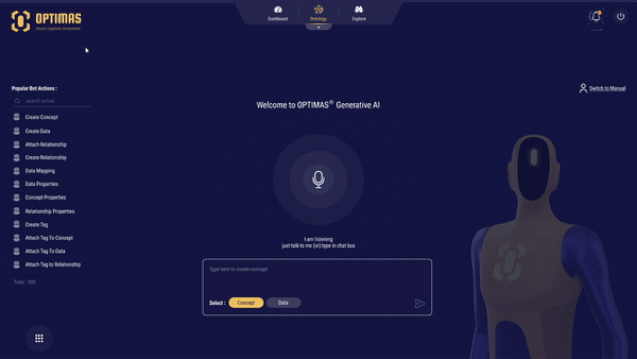 OPTIMAS
Dashboard
Ontology
Explore
Popular Bot Actions :
search action
Create Concept
Create Data
Attach Relationship
Create Relationship
Data Mapping
Data Properties
Concept Properties
Relationship Properties
Create Tag
Attach Tag To Concept
Attach Tag To Data
Attach Tag to Relationship
Total :
Switch to Manual
Welcome to OPTIMAS® Generative AI
I am listening
just talk to me (or)type in chat box
Type here to create concept
Select :
Concept
Data